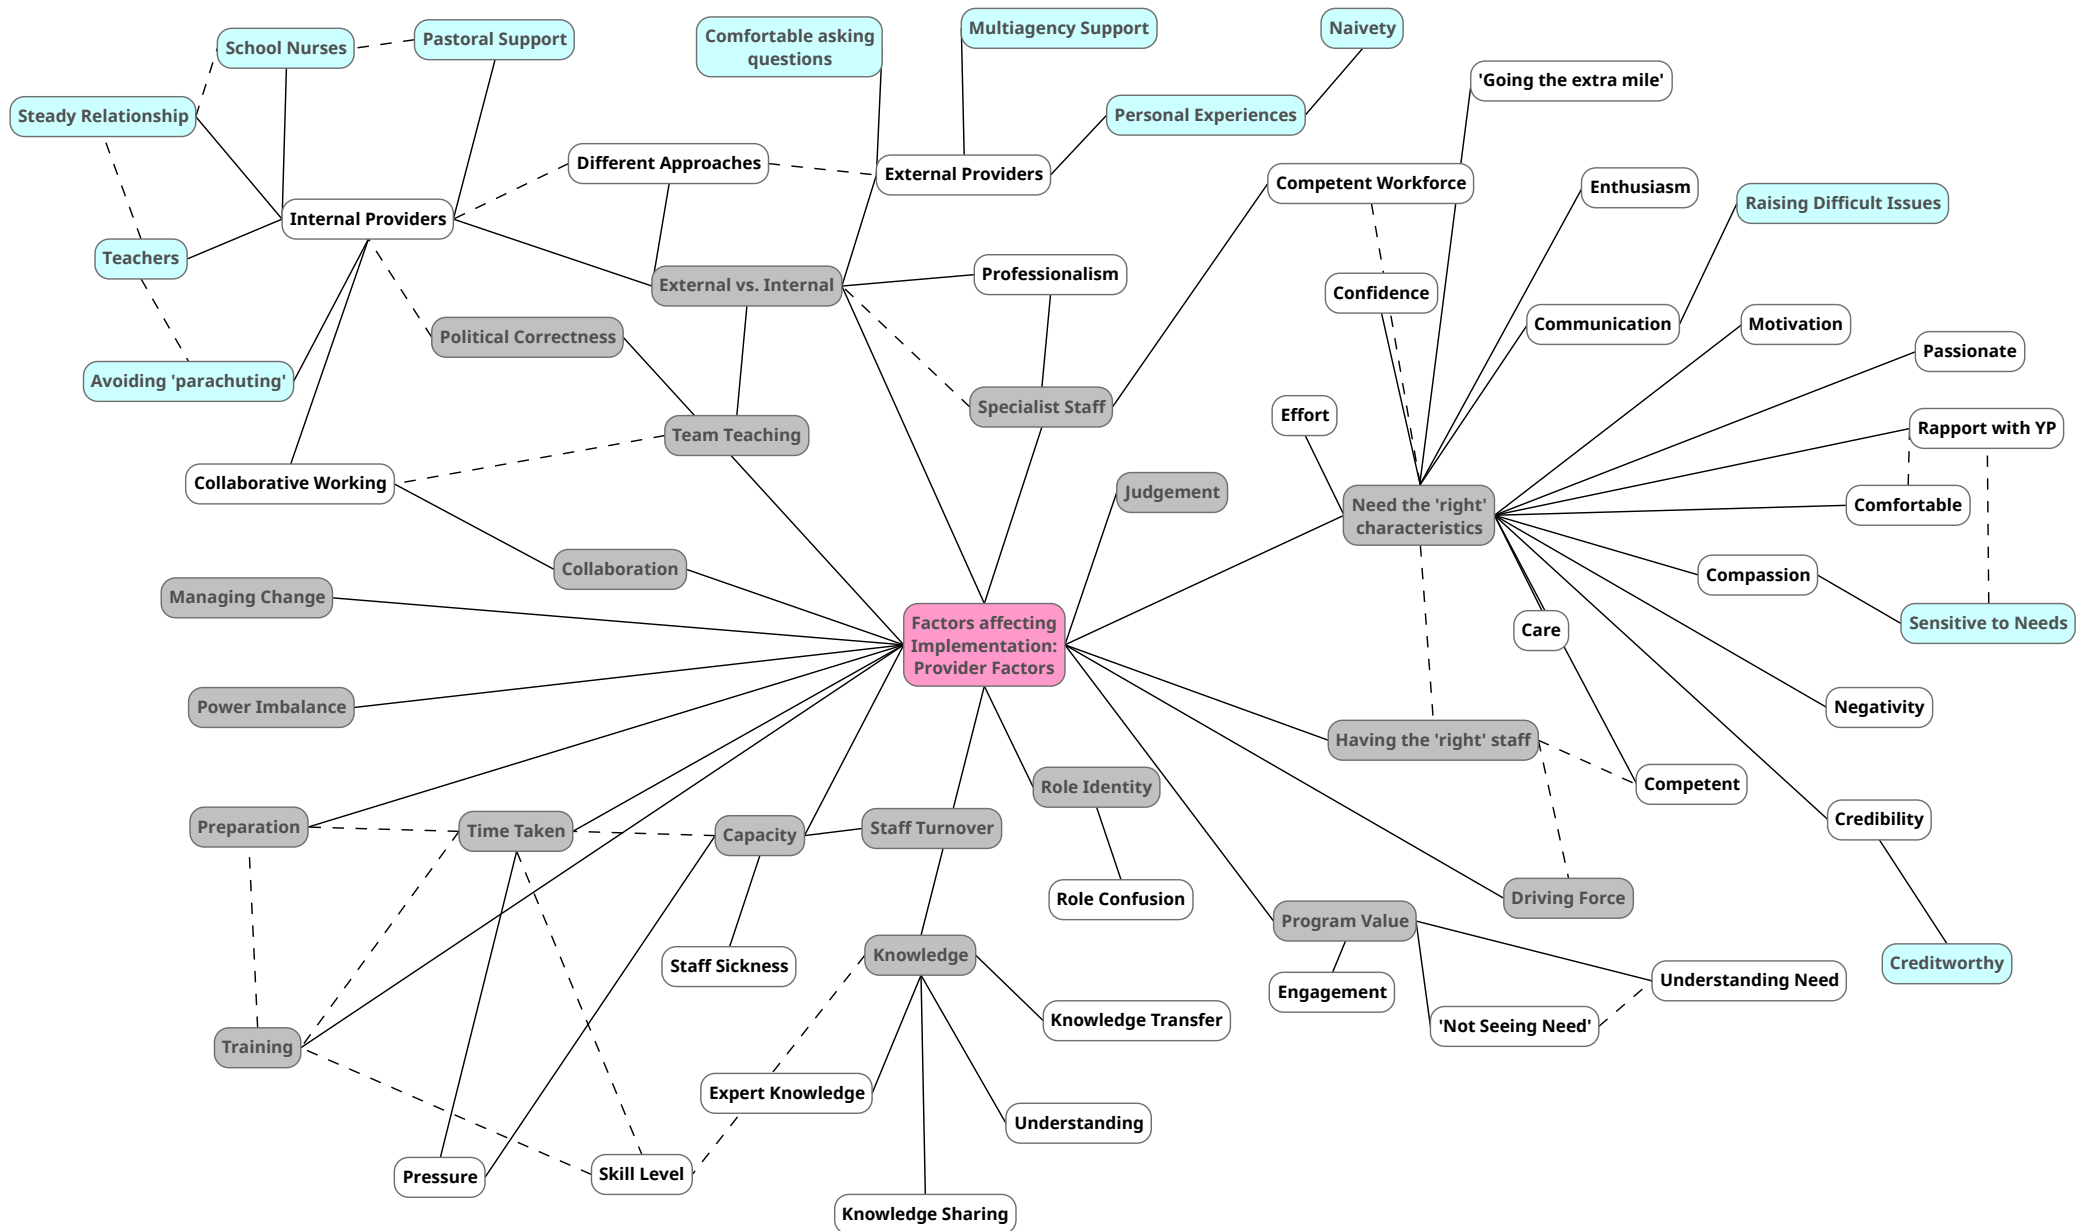 Comfortable asking
questions
Multiagency Support
Naivety
School Nurses
Pastoral Support
'Going the extra mile'
Steady Relationship
Personal Experiences
Different Approaches
External Providers
Competent Workforce
Enthusiasm
Raising Difficult Issues
Internal Providers
Teachers
External vs. Internal
Professionalism
Confidence
Communication
Motivation
Political Correctness
Passionate
Avoiding 'parachuting'
Specialist Staff
Effort
Rapport with YP
Team Teaching
Collaborative Working
Judgement
Need the 'right'
characteristics
Comfortable
Collaboration
Compassion
Managing Change
Factors affecting
Implementation:
Provider Factors
Care
Sensitive to Needs
Power Imbalance
Negativity
Having the 'right' staff
Role Identity
Competent
Preparation
Time Taken
Capacity
Staff Turnover
Credibility
Role Confusion
Driving Force
Program Value
Staff Sickness
Knowledge
Creditworthy
Engagement
Understanding Need
'Not Seeing Need'
Knowledge Transfer
Training
Expert Knowledge
Understanding
Pressure
Skill Level
Knowledge Sharing